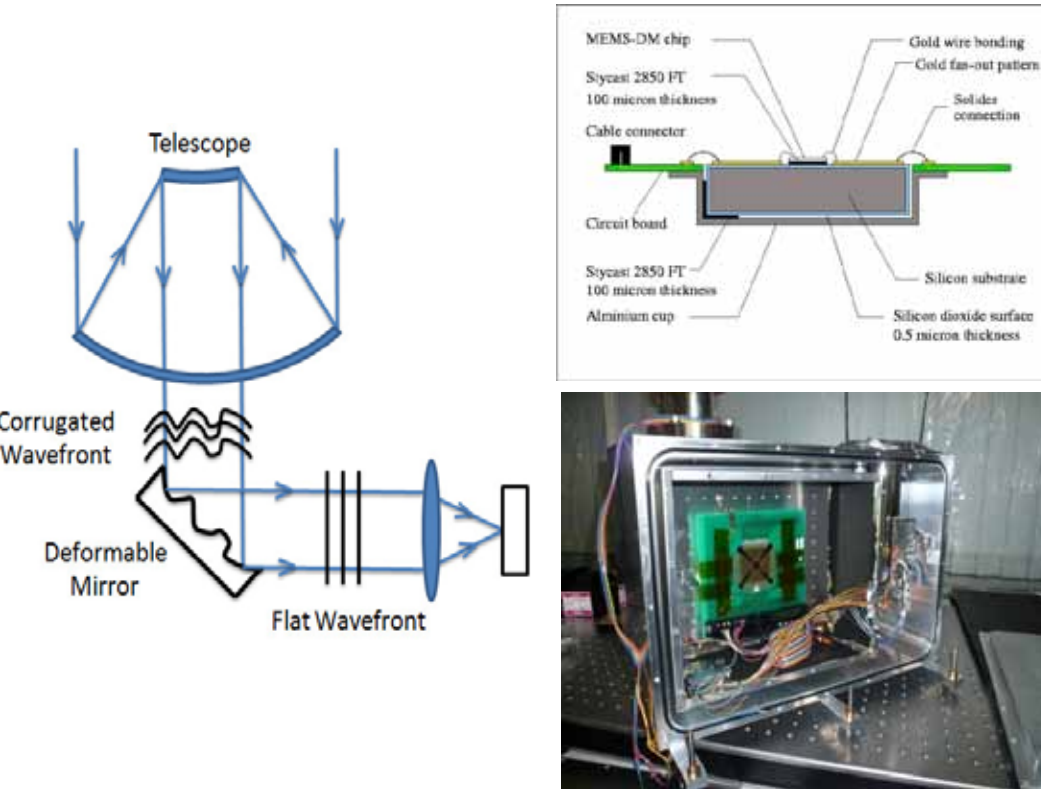 Telescope
Corrugated
Wavefront
Deformable
Mirror
Flat Wavefront
MEMS-DM chip
Stycast 2850 FT
100 micron thickness
Cable connector
Circuit board
Stycast 2850 FT
100 micron thickness
Alminium cup
Gold wire bonding
Gold fan-out pattern
Solider
connection
Silicon substrate
Silicon dioxide surface
0.5 micron thickness